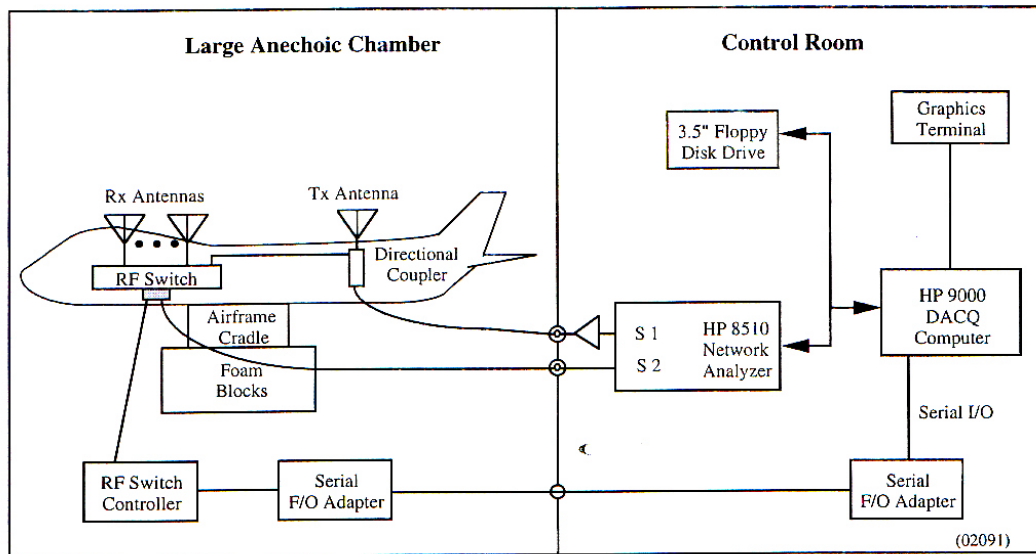 Large Anechoic Chamber
Control Room
Graphics
Terminal
3.5" Floppy
Disk Drive
Rx Antennas
Tx Antenna
Directional
Coupler
RF Switch
Airframe
Cradle
Foam
Blocks
S 1
S 2
HP 8510
Network
Analyzer
HP 9000
DACQ
Computer
Serial I/O
RF Switch
Controller
Serial
F/O Adapter
Serial
F/O Adapter
(02091)